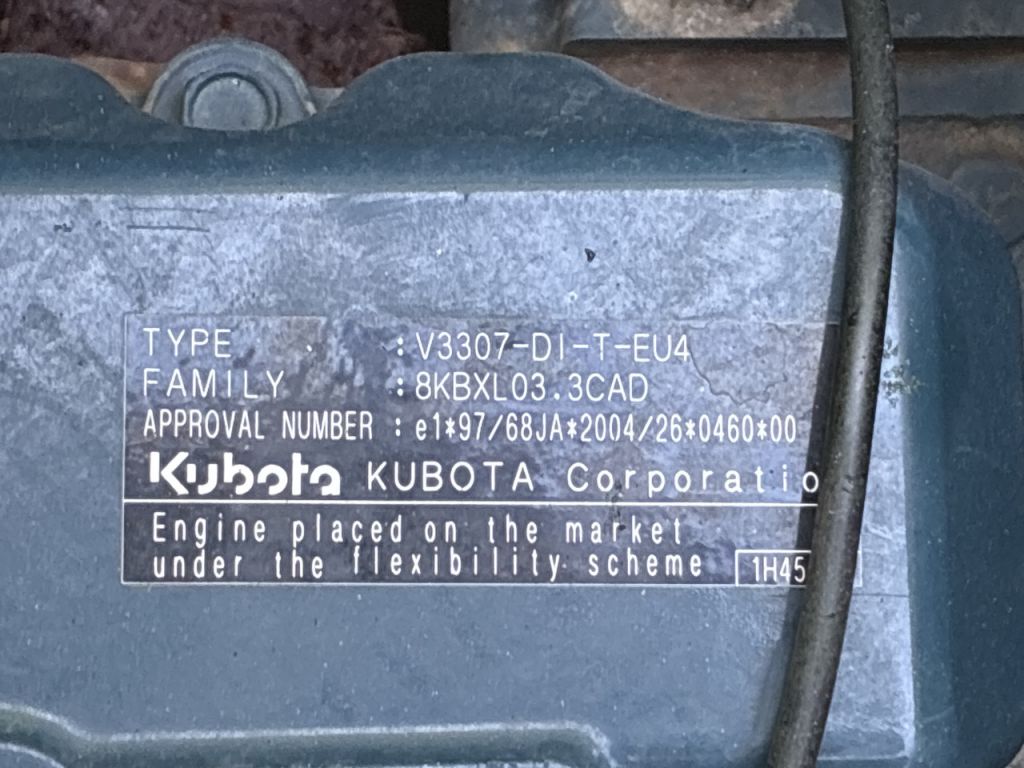 TYPE : V3307-DI-T-EU4
FAMILY : 8KBXL03.3CAD
APPROVAL NUMBER : e1*97/68JA*2004/26*0460*00
Kubota KUBOTA Corporatio
Engine placed on the market
under the flexibility scheme 1H45